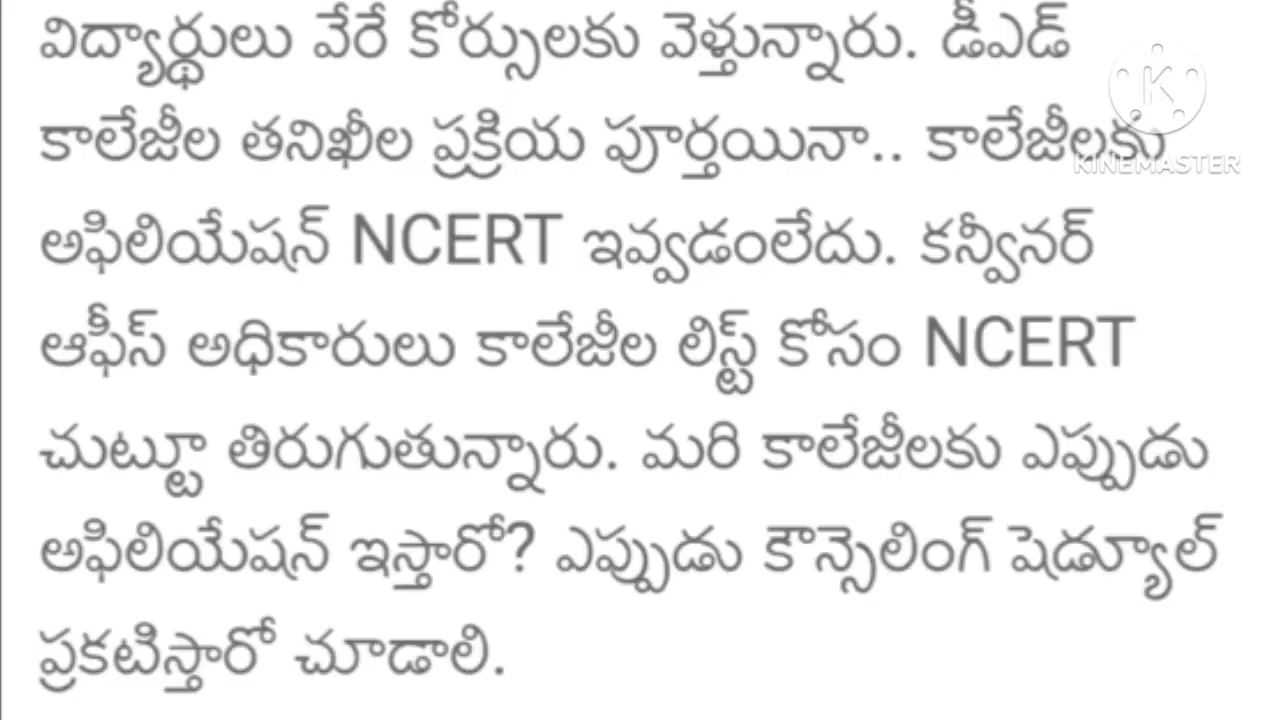 విద్యార్థులు వేరే కోర్సులకు వెళ్తున్నారు. డీఎడ్
కాలేజీల తనిఖీల ప్రక్రియ పూర్తయినా.. కాలేజీలకు
అఫిలియేషన్ NCERT ఇవ్వడంలేదు. కన్వీనర్
ఆఫీస్ అధికారులు కాలేజీల లిస్ట్ కోసం NCERT
చుట్టూ తిరుగుతున్నారు. మరి కాలేజీలకు ఎప్పుడు
అఫిలియేషన్ ఇస్తారో? ఎప్పుడు కౌన్సెలింగ్ షెడ్యూల్
ప్రకటిస్తారో చూడాలి.
K
KINEMASTER